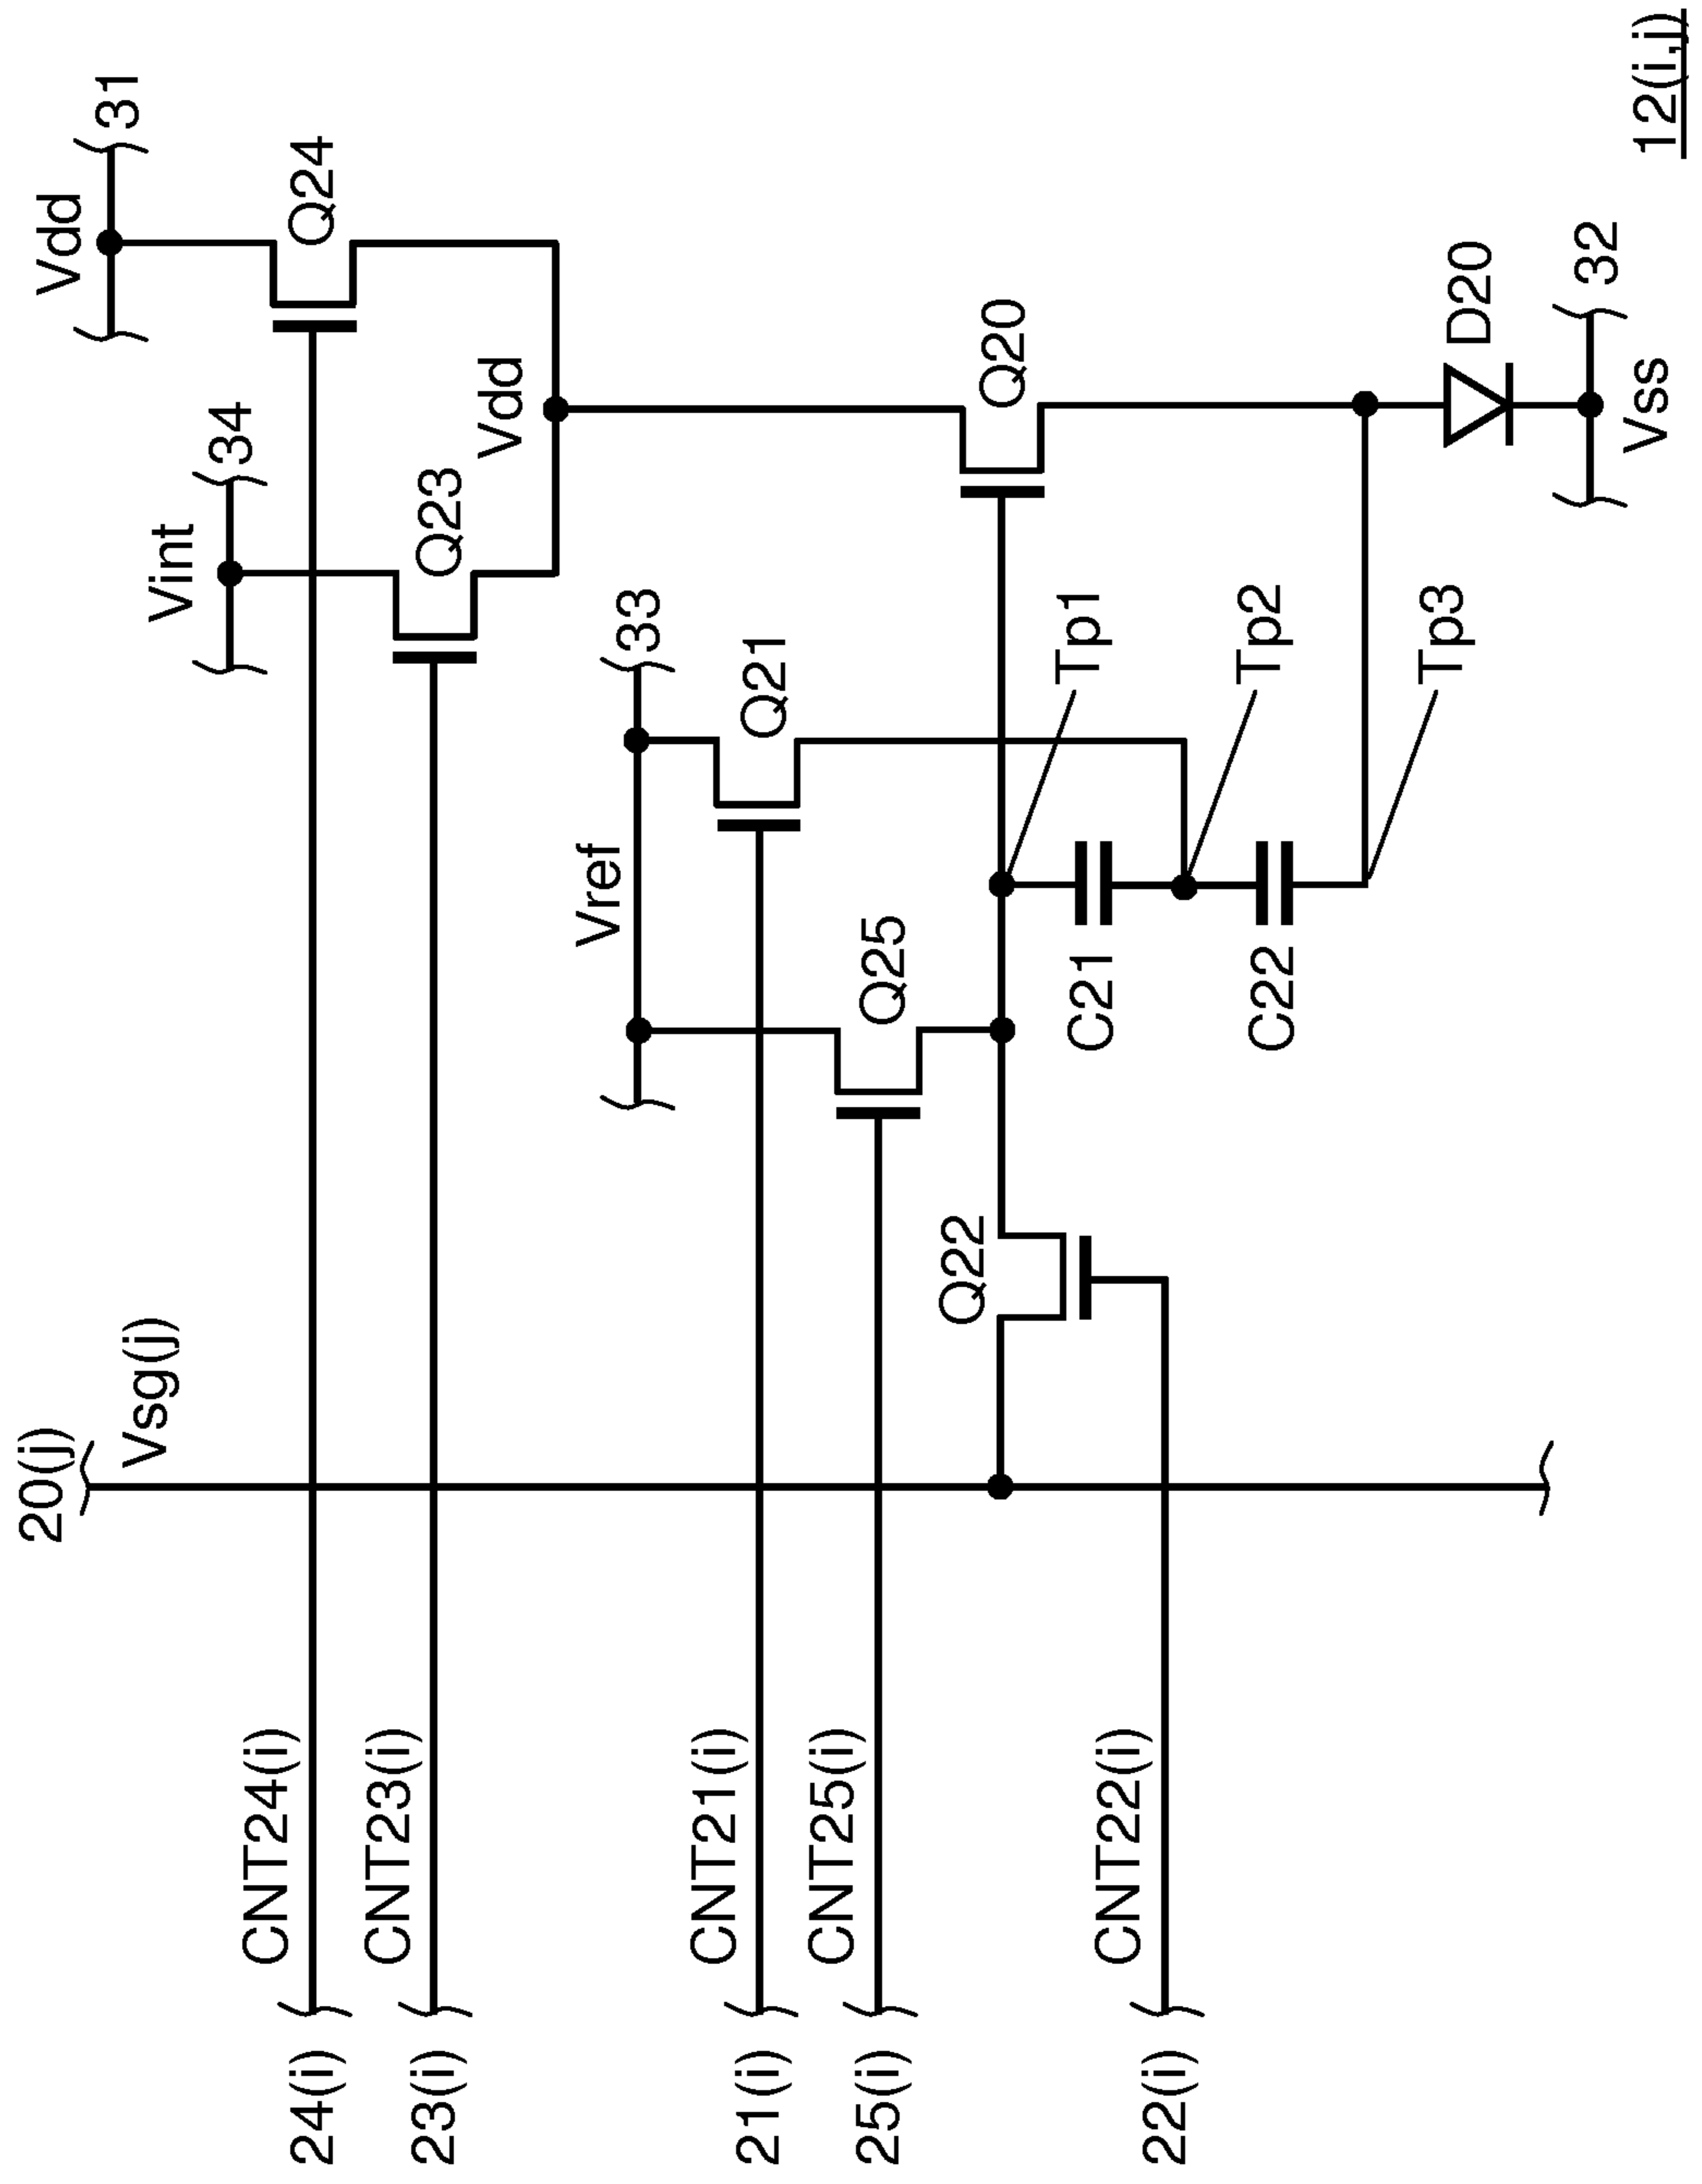 20(j)
Vsg(j)
Vdd
31
Vint
34
24(i)
CNT24(i)
Q24
23(i)
CNT23(i)
Q23
Vdd
Vref
33
21(i)
CNT21(i)
Q21
25(i)
CNT25(i)
Q25
Q22
Q20
22(i)
CNT22(i)
C21
Tp1
C22
Tp2
Tp3
D20
32
Vss
12(i,j)